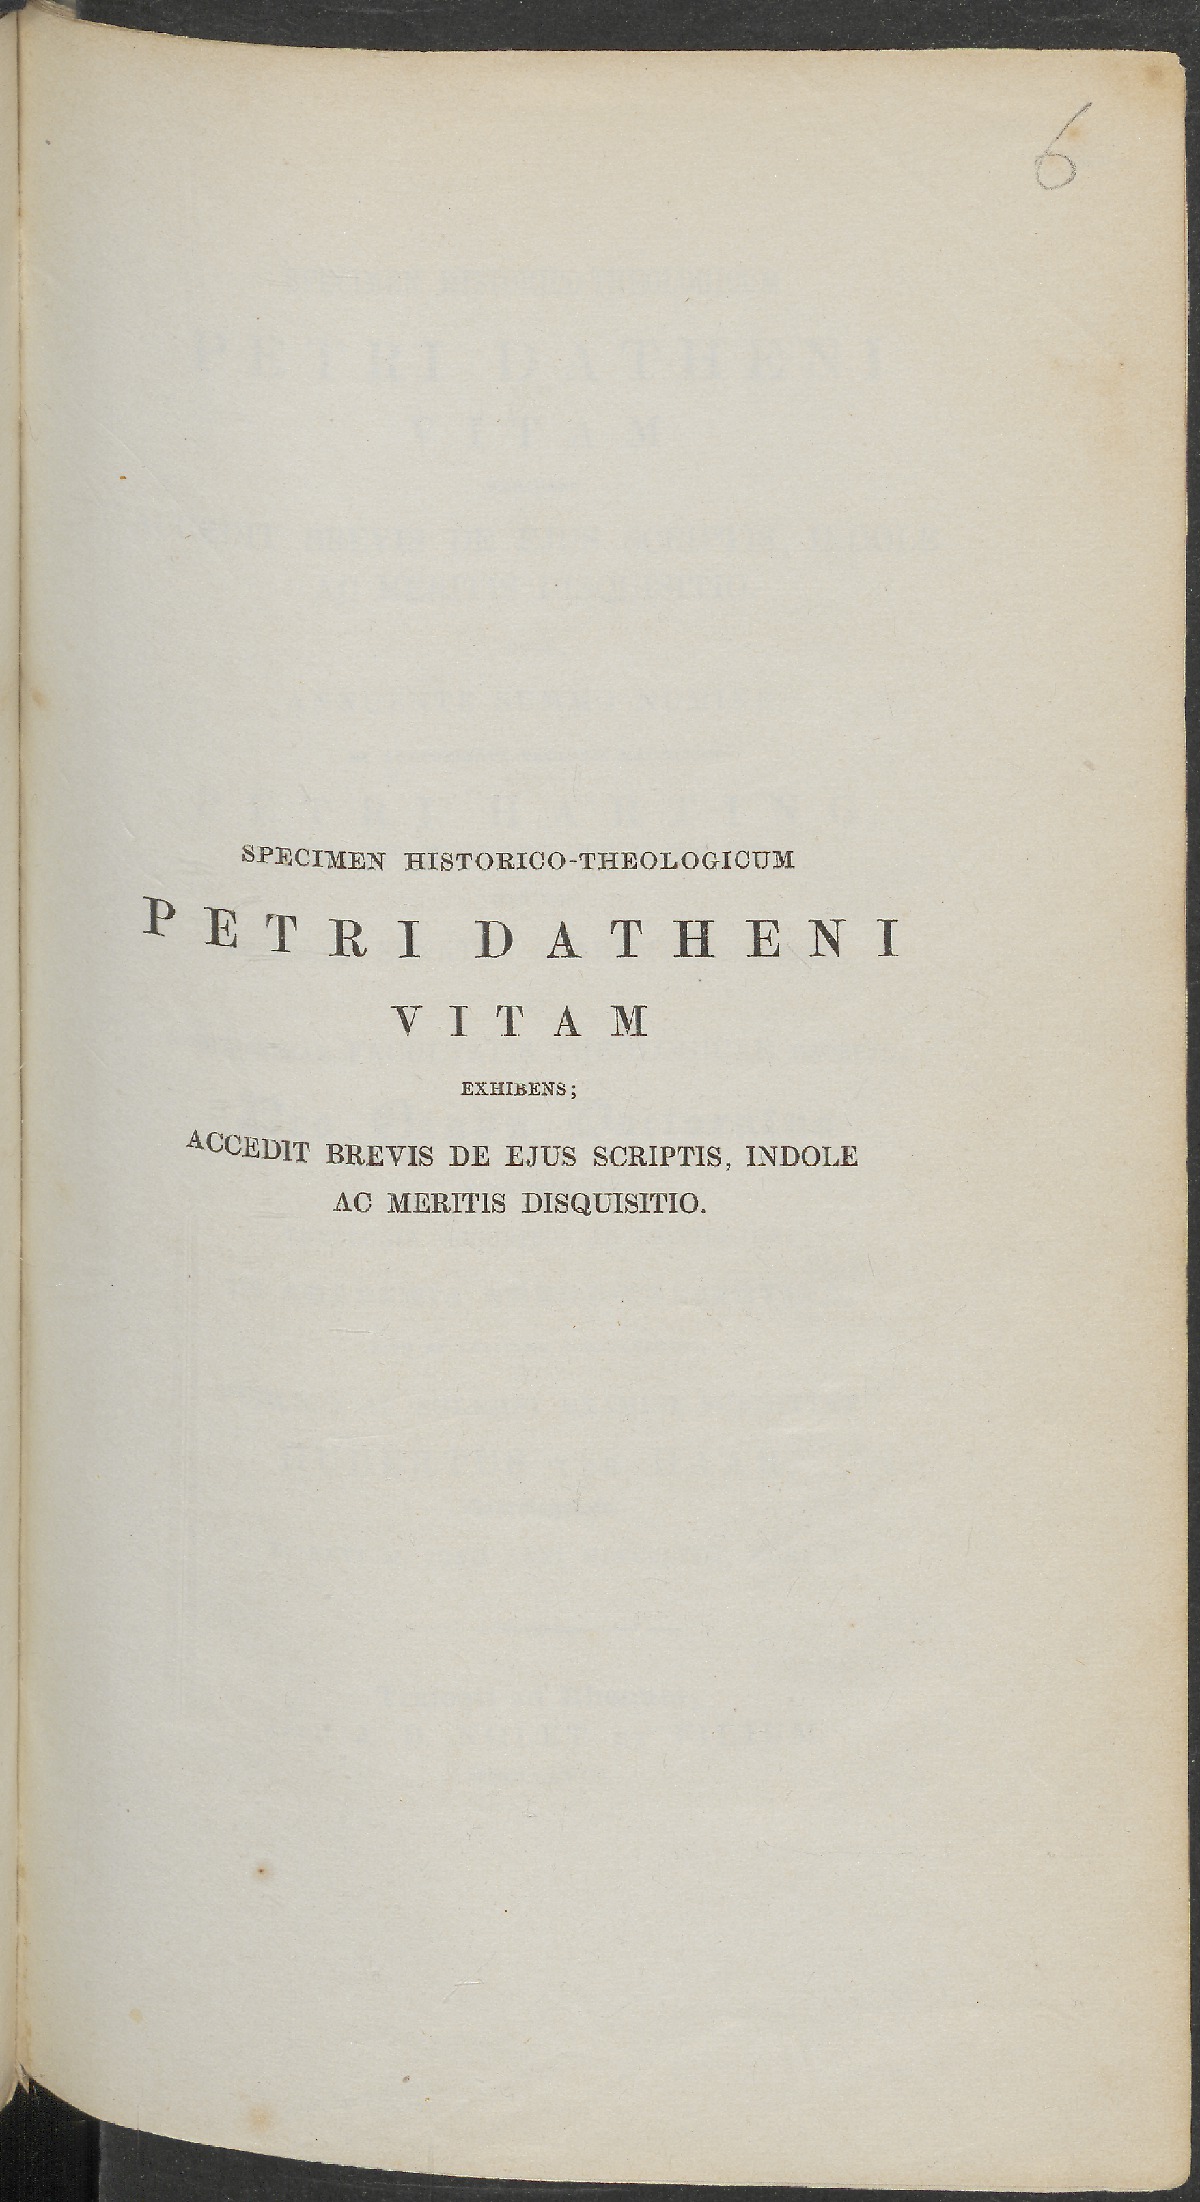 6
SPECIMEN HISTORICO-THEOLOGICUM
PETRI DATHENI
VITAM
EXHIBENS;
ACCEDIT BREVIS DE EJUS SCRIPTIS, INDOLE
AC MERITIS DISQUISITIO.